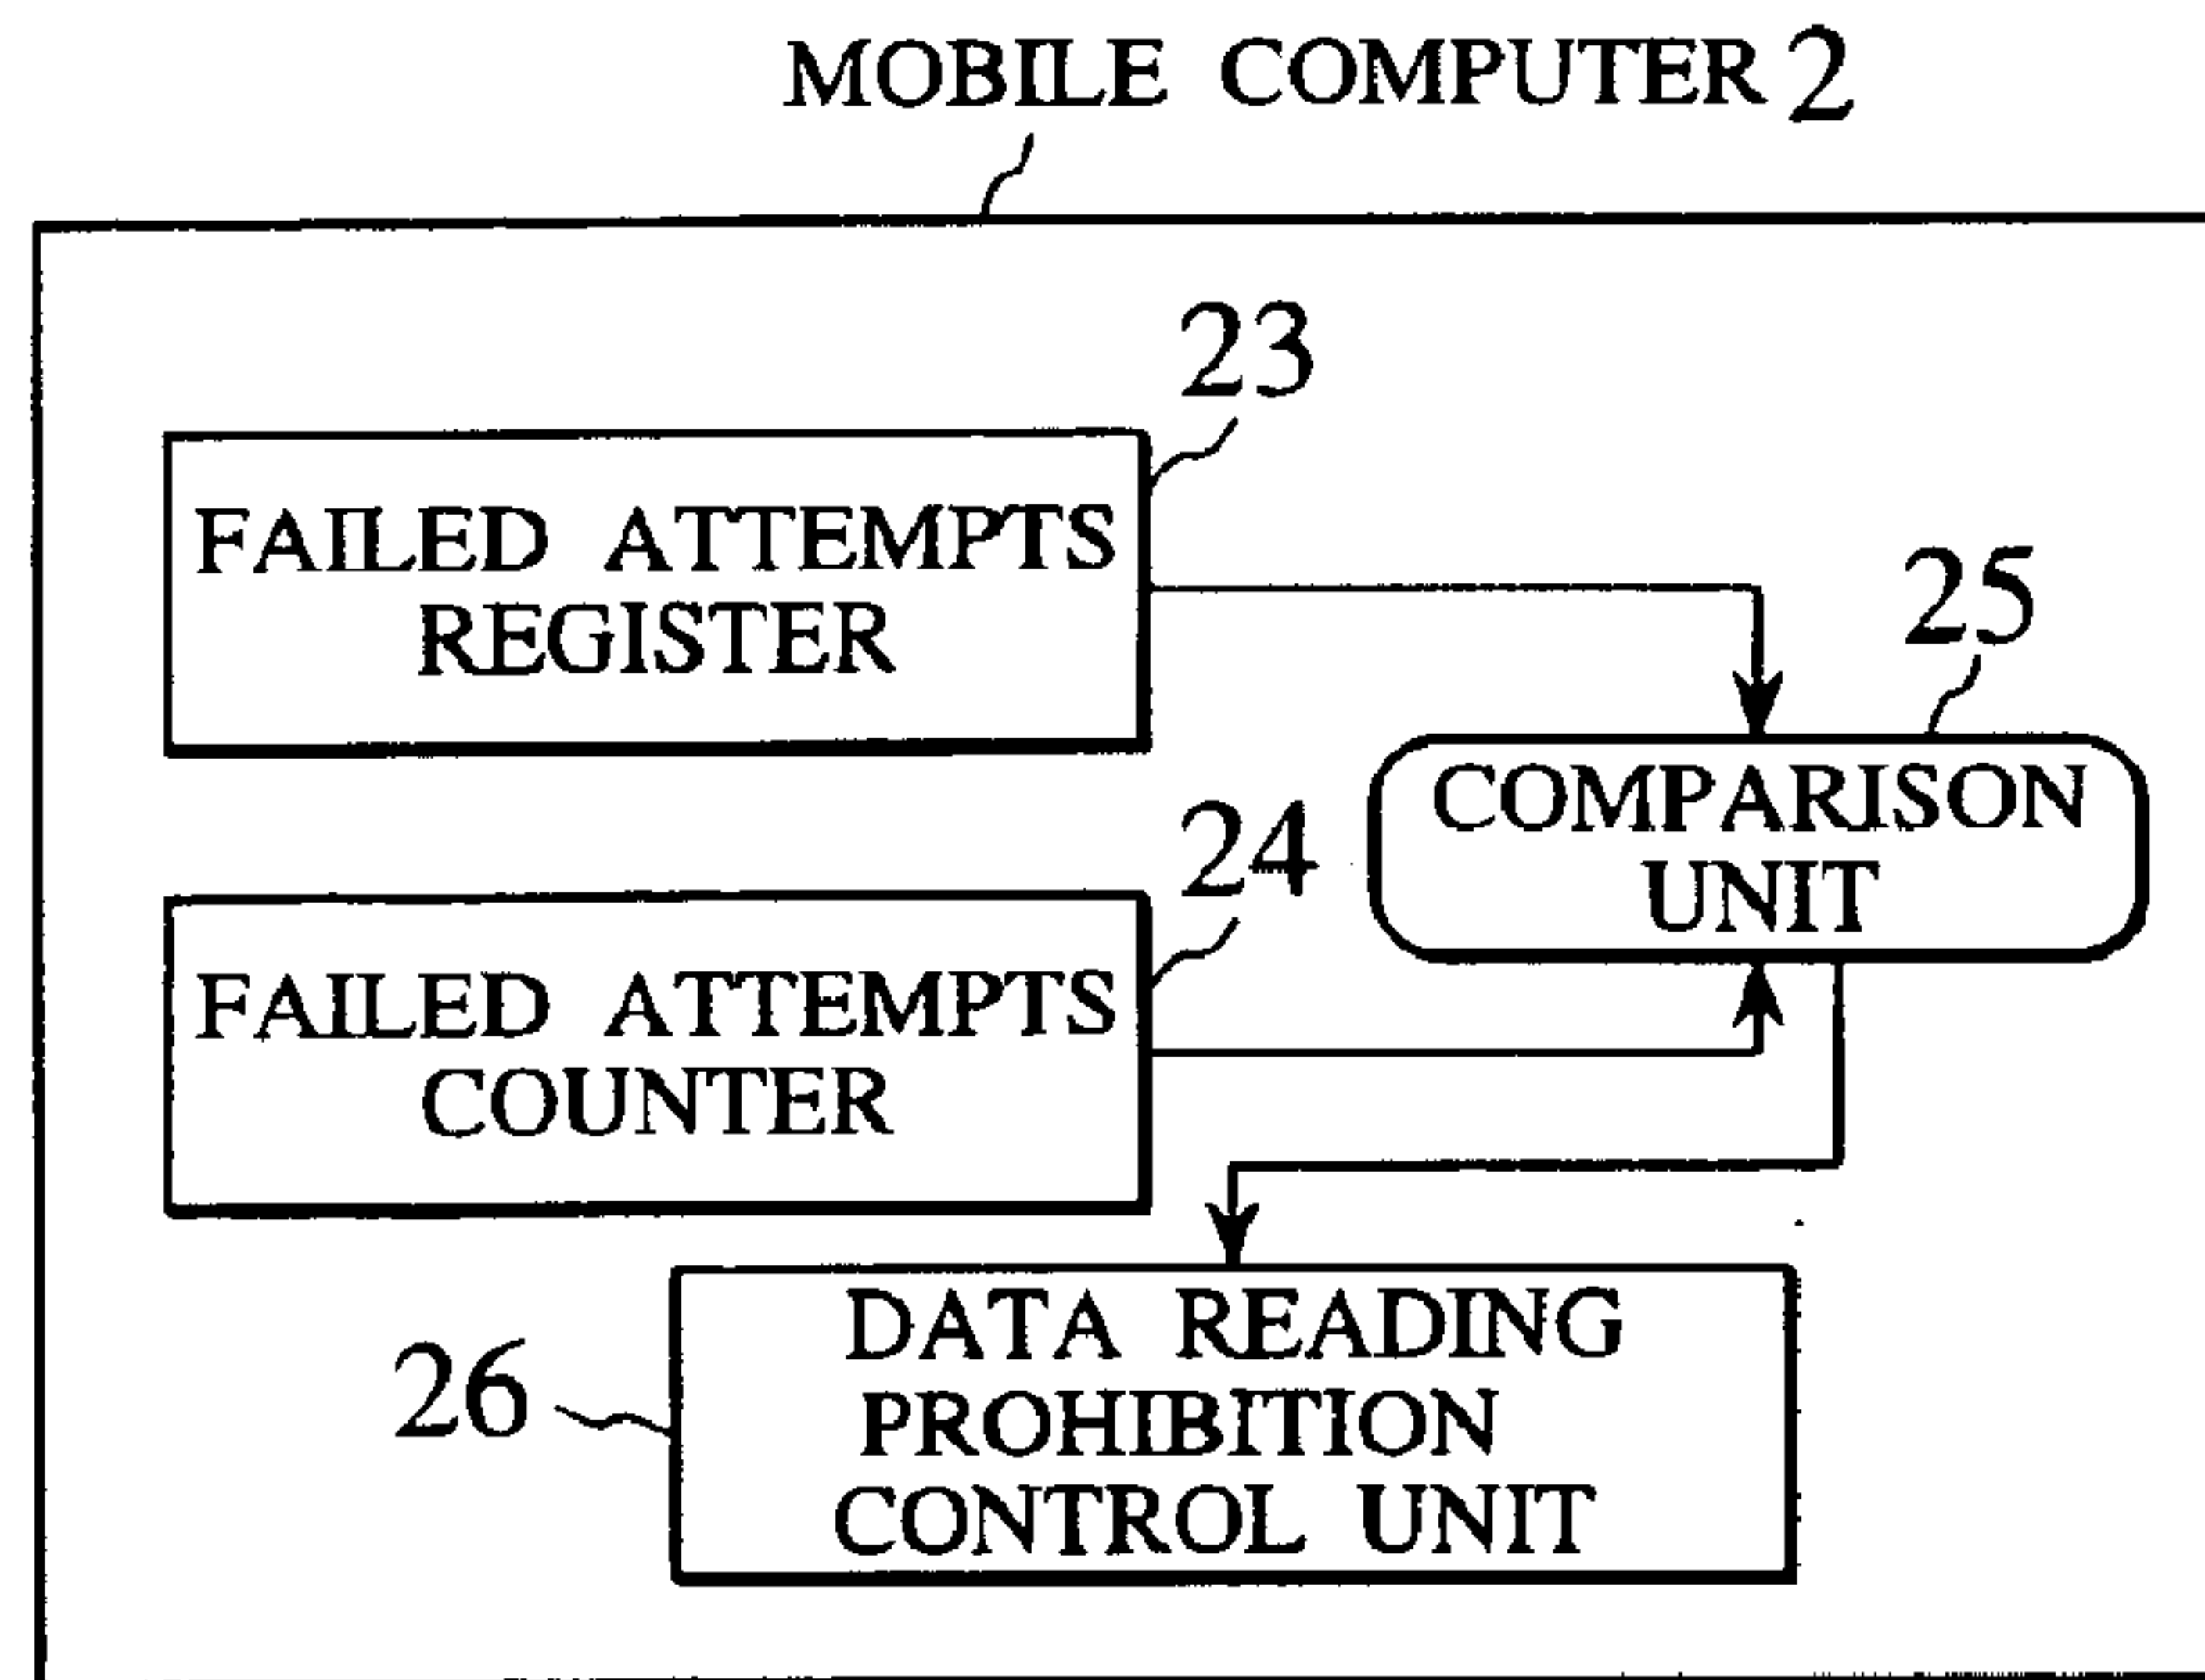 MOBILE COMPUTER 2
23
FAILED ATTEMPTS
REGISTER
25
COMPARISON
UNIT
24
FAILED ATTEMPTS
COUNTER
26
DATA READING
PROHIBITION
CONTROL UNIT